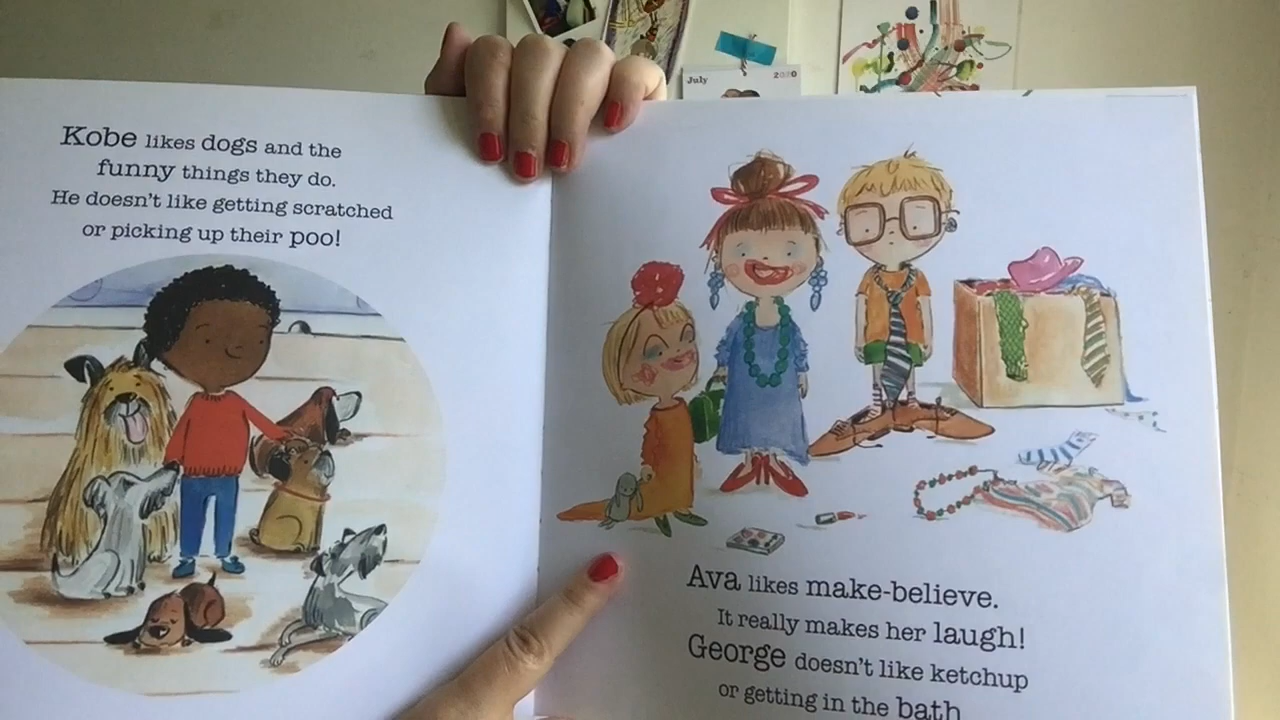 July 2020
Kobe likes dogs and the
funny things they do.
He doesn't like getting scratched
or picking up their poo!
Ava likes make-believe.
It really makes her laugh!
George doesn't like ketchup
or getting in the bath